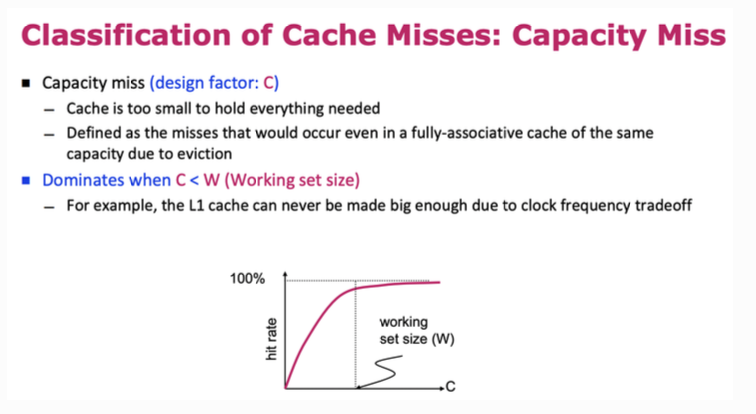 Classification of Cache Misses: Capacity Miss
▪ Capacity miss (design factor: C)
– Cache is too small to hold everything needed
– Defined as the misses that would occur even in a fully-associative cache of the same
capacity due to eviction
▪ Dominates when C < W (Working set size)
– For example, the L1 cache can never be made big enough due to clock frequency tradeoff
100%
hit rate
working
set size (W)
C